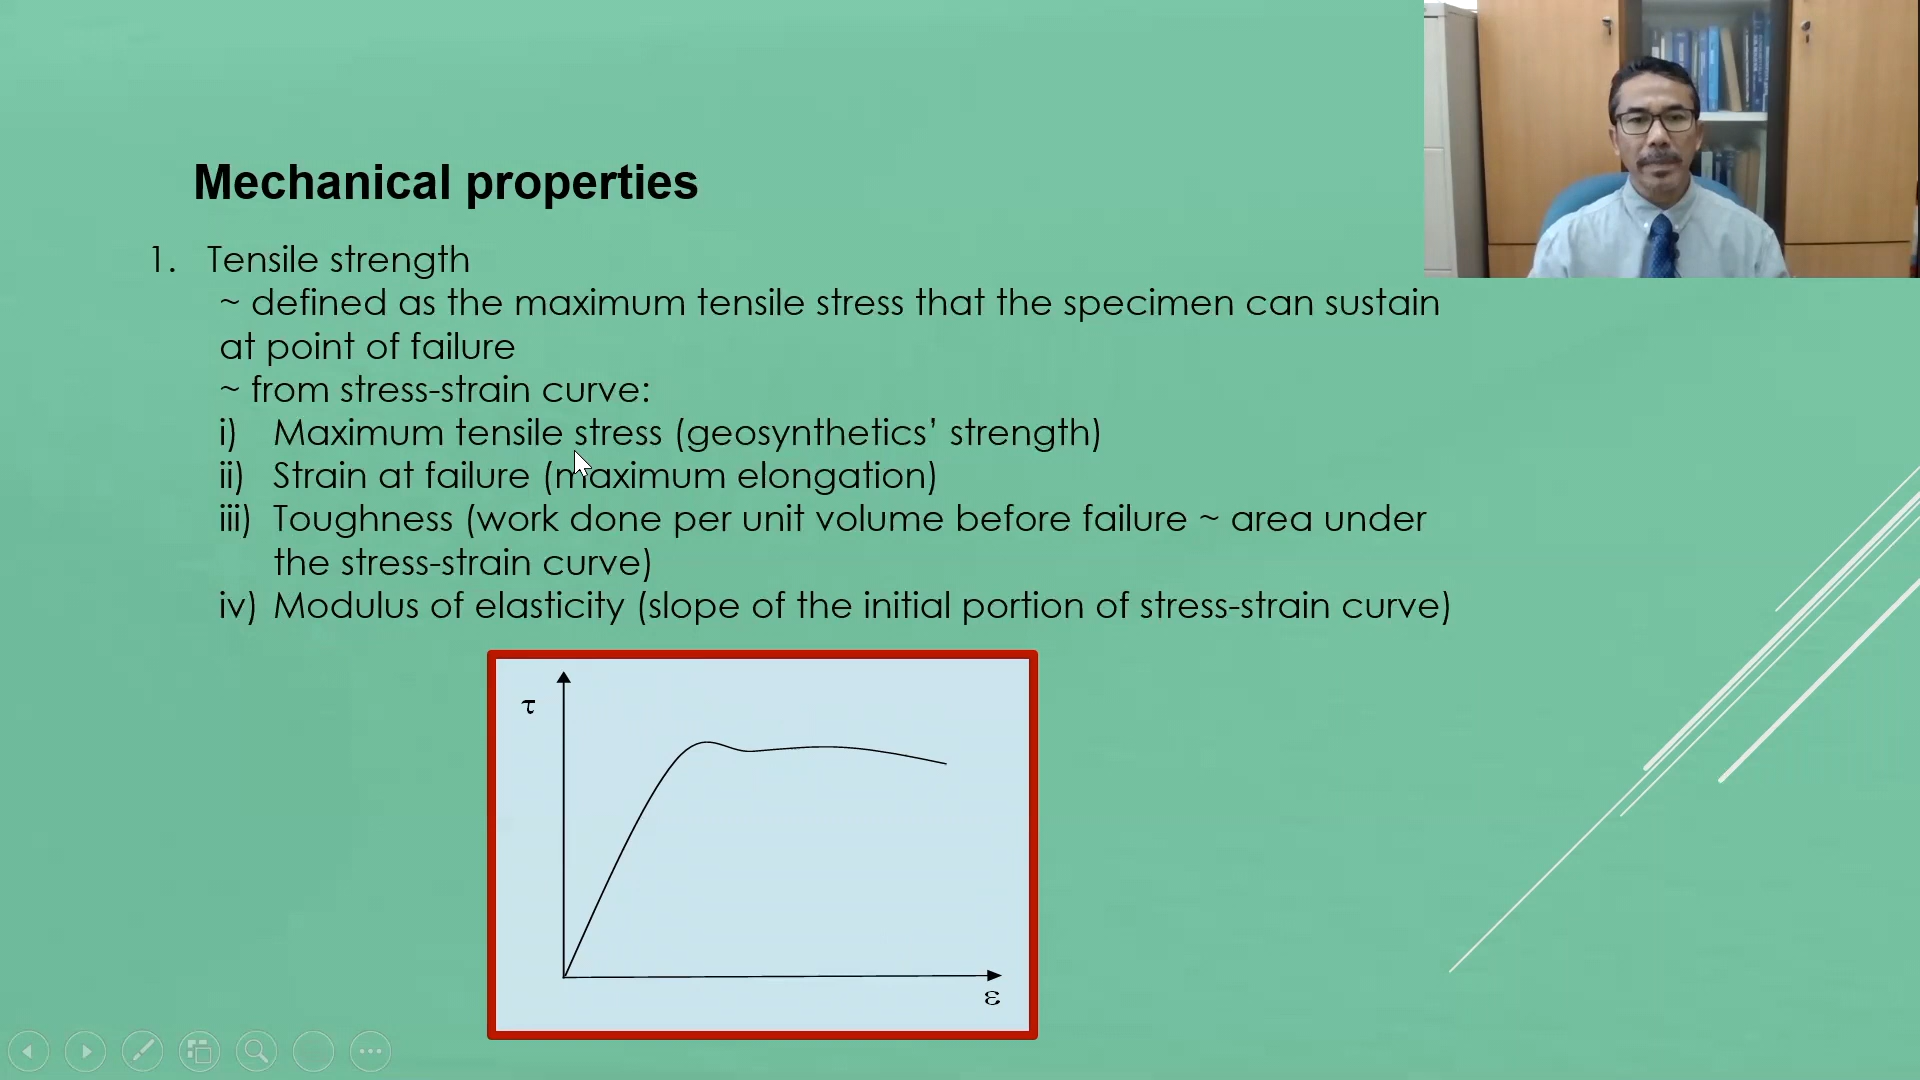 Mechanical properties
1. Tensile strength
~ defined as the maximum tensile stress that the specimen can sustain
at point of failure
~ from stress-strain curve:
i) Maximum tensile stress (geosynthetics’ strength)
ii) Strain at failure (maximum elongation)
iii) Toughness (work done per unit volume before failure ~ area under
the stress-strain curve)
iv) Modulus of elasticity (slope of the initial portion of stress-strain curve)
τ
ε